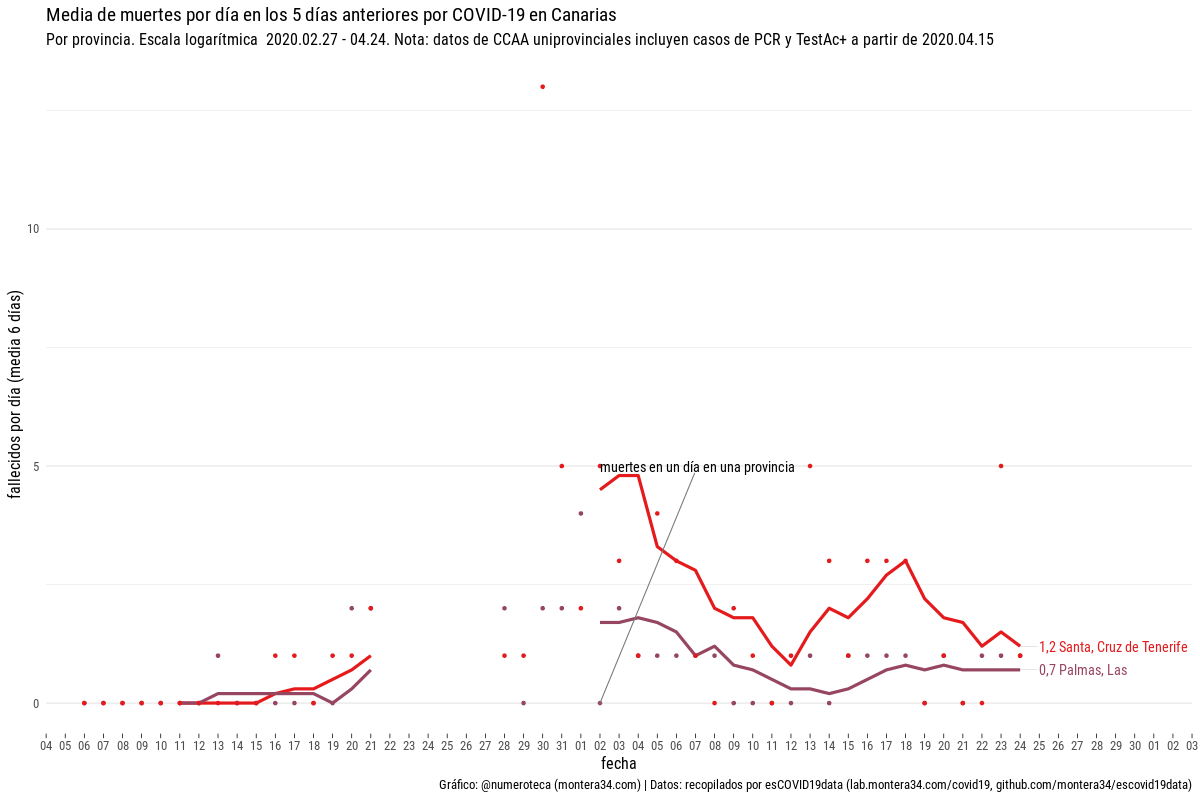 Media de muertes por día en los 5 días anteriores por COVID-19 en Canarias
Por provincia. Escala logarítmica  2020.02.27 - 04.24. Nota: datos de CCAA uniprovinciales incluyen casos de PCR y TestAc+ a partir de 2020.04.15
fallecidos por día (media 6 días)
10
5
0
muertes en un día en una provincia
1,2 Santa, Cruz de Tenerife
0,7 Palmas, Las
04 05 06 07 08 09 10 11 12 13 14 15 16 17 18 19 20 21 22 23 24 25 26 27 28 29 30 31 01 02 03 04 05 06 07 08 09 10 11 12 13 14 15 16 17 18 19 20 21 22 23 24 25 26 27 28 29 30 01 02 03
fecha
Gráfico: @numeroteca (montera34.com) | Datos: recopilados por esCOVID19data (lab.montera34.com/covid19, github.com/montera34/escovid19data)